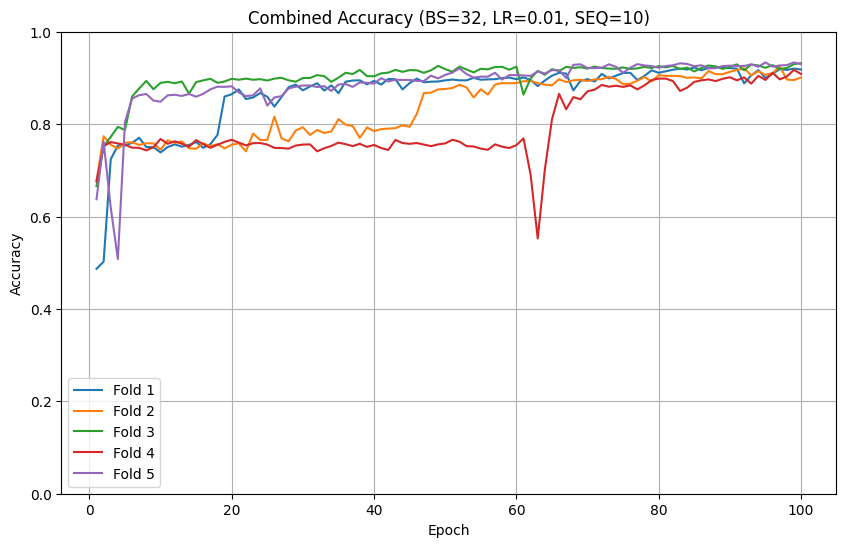 Combined Accuracy (BS=32, LR=0.01, SEQ=10)
1.0
0.8
0.6
0.4
0.2
0.0
Accuracy
Fold 1
Fold 2
Fold 3
Fold 4
Fold 5
0 20 40 60 80 100
Epoch